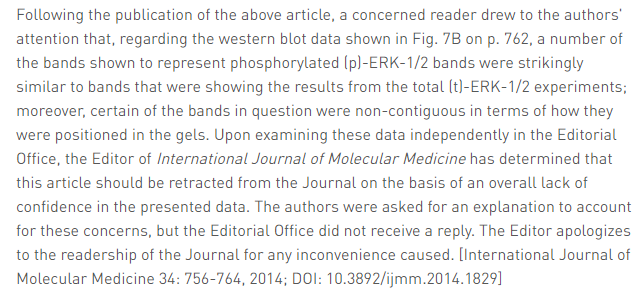 Following the publication of the above article, a concerned reader drew to the authors'
attention that, regarding the western blot data shown in Fig. 7B on p. 762, a number of
the bands shown to represent phosphorylated (p)-ERK-1/2 bands were strikingly
similar to bands that were showing the results from the total (t)-ERK-1/2 experiments;
moreover, certain of the bands in question were non-contiguous in terms of how they
were positioned in the gels. Upon examining these data independently in the Editorial
Office, the Editor of International Journal of Molecular Medicine has determined that
this article should be retracted from the Journal on the basis of an overall lack of
confidence in the presented data. The authors were asked for an explanation to account
for these concerns, but the Editorial Office did not receive a reply. The Editor apologizes
to the readership of the Journal for any inconvenience caused. [International Journal of
Molecular Medicine 34: 756-764, 2014; DOI: 10.3892/ijmm.2014.1829]